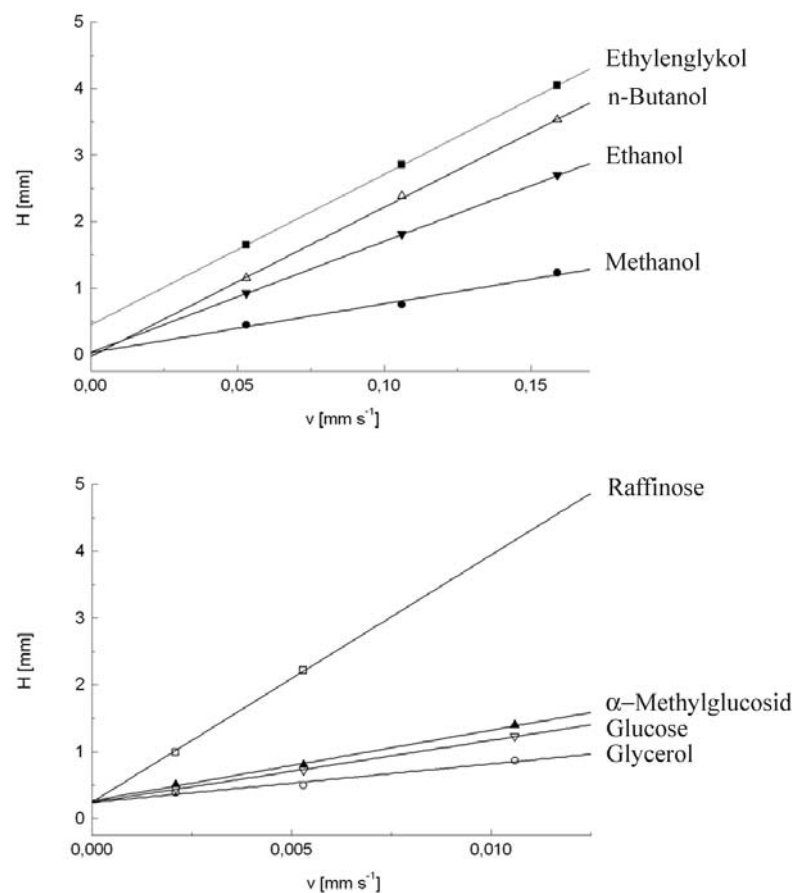 5
Ethylenglykol
4
n-Butanol
3
Ethanol
H [mm]
2
Methanol
1
0
0,00 0,05 0,10 0,15
v [mm s-1]
5
Raffinose
4
3
H [mm]
2
α–Methylglucosid
Glucose
1
Glycerol
0
0,000 0,005 0,010
v [mm s-1]